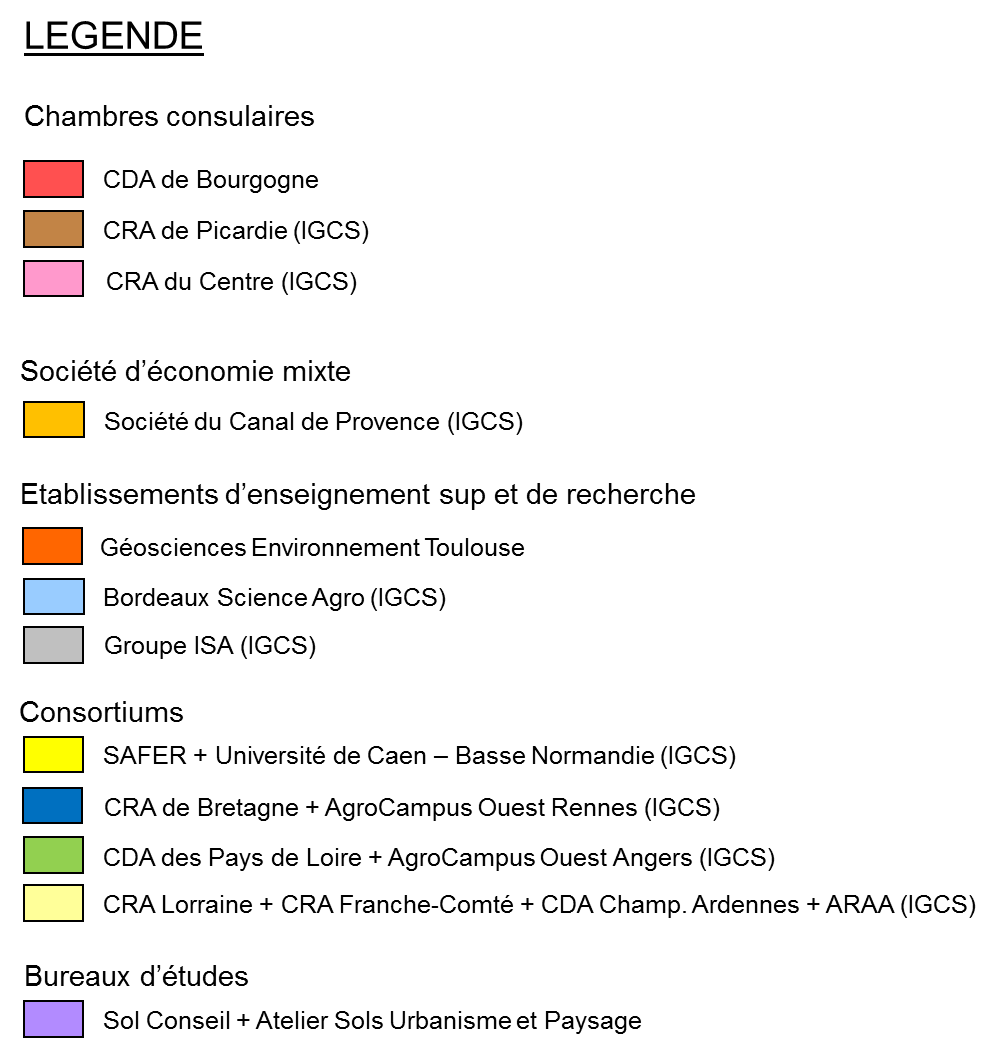 LEGENDE
Chambres consulaires
CDA de Bourgogne
CRA de Picardie (IGCS)
CRA du Centre (IGCS)
Société d’économie mixte
Société du Canal de Provence (IGCS)
Etablissements d’enseignement sup et de recherche
Géosciences Environnement Toulouse
Bordeaux Science Agro (IGCS)
Groupe ISA (IGCS)
Consortiums
SAFER + Université de Caen – Basse Normandie (IGCS)
CRA de Bretagne + AgroCampus Ouest Rennes (IGCS)
CDA des Pays de Loire + AgroCampus Ouest Angers (IGCS)
CRA Lorraine + CRA Franche-Comté + CDA Champ. Ardennes + ARAA (IGCS)
Bureaux d’études
Sol Conseil + Atelier Sols Urbanisme et Paysage